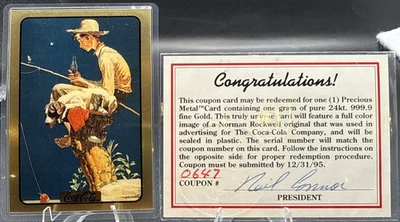 Coca-Cola
Congratulations!
This coupon card may be redeemed for one (1) Precious
Metal™Card containing one gram of pure 24kt. 999.9
fine Gold. This truly card will feature a full color
image of a Norman Rockwell original that was used in
advertising for The Coca-Cola Company, and will be
sealed in plastic. The serial number will match the
coupon number on this card. Follow the instructions on
the opposite side for proper redemption procedure.
Coupon must be submitted by 12/31/95.
0647
COUPON #
Neil Connor
PRESIDENT